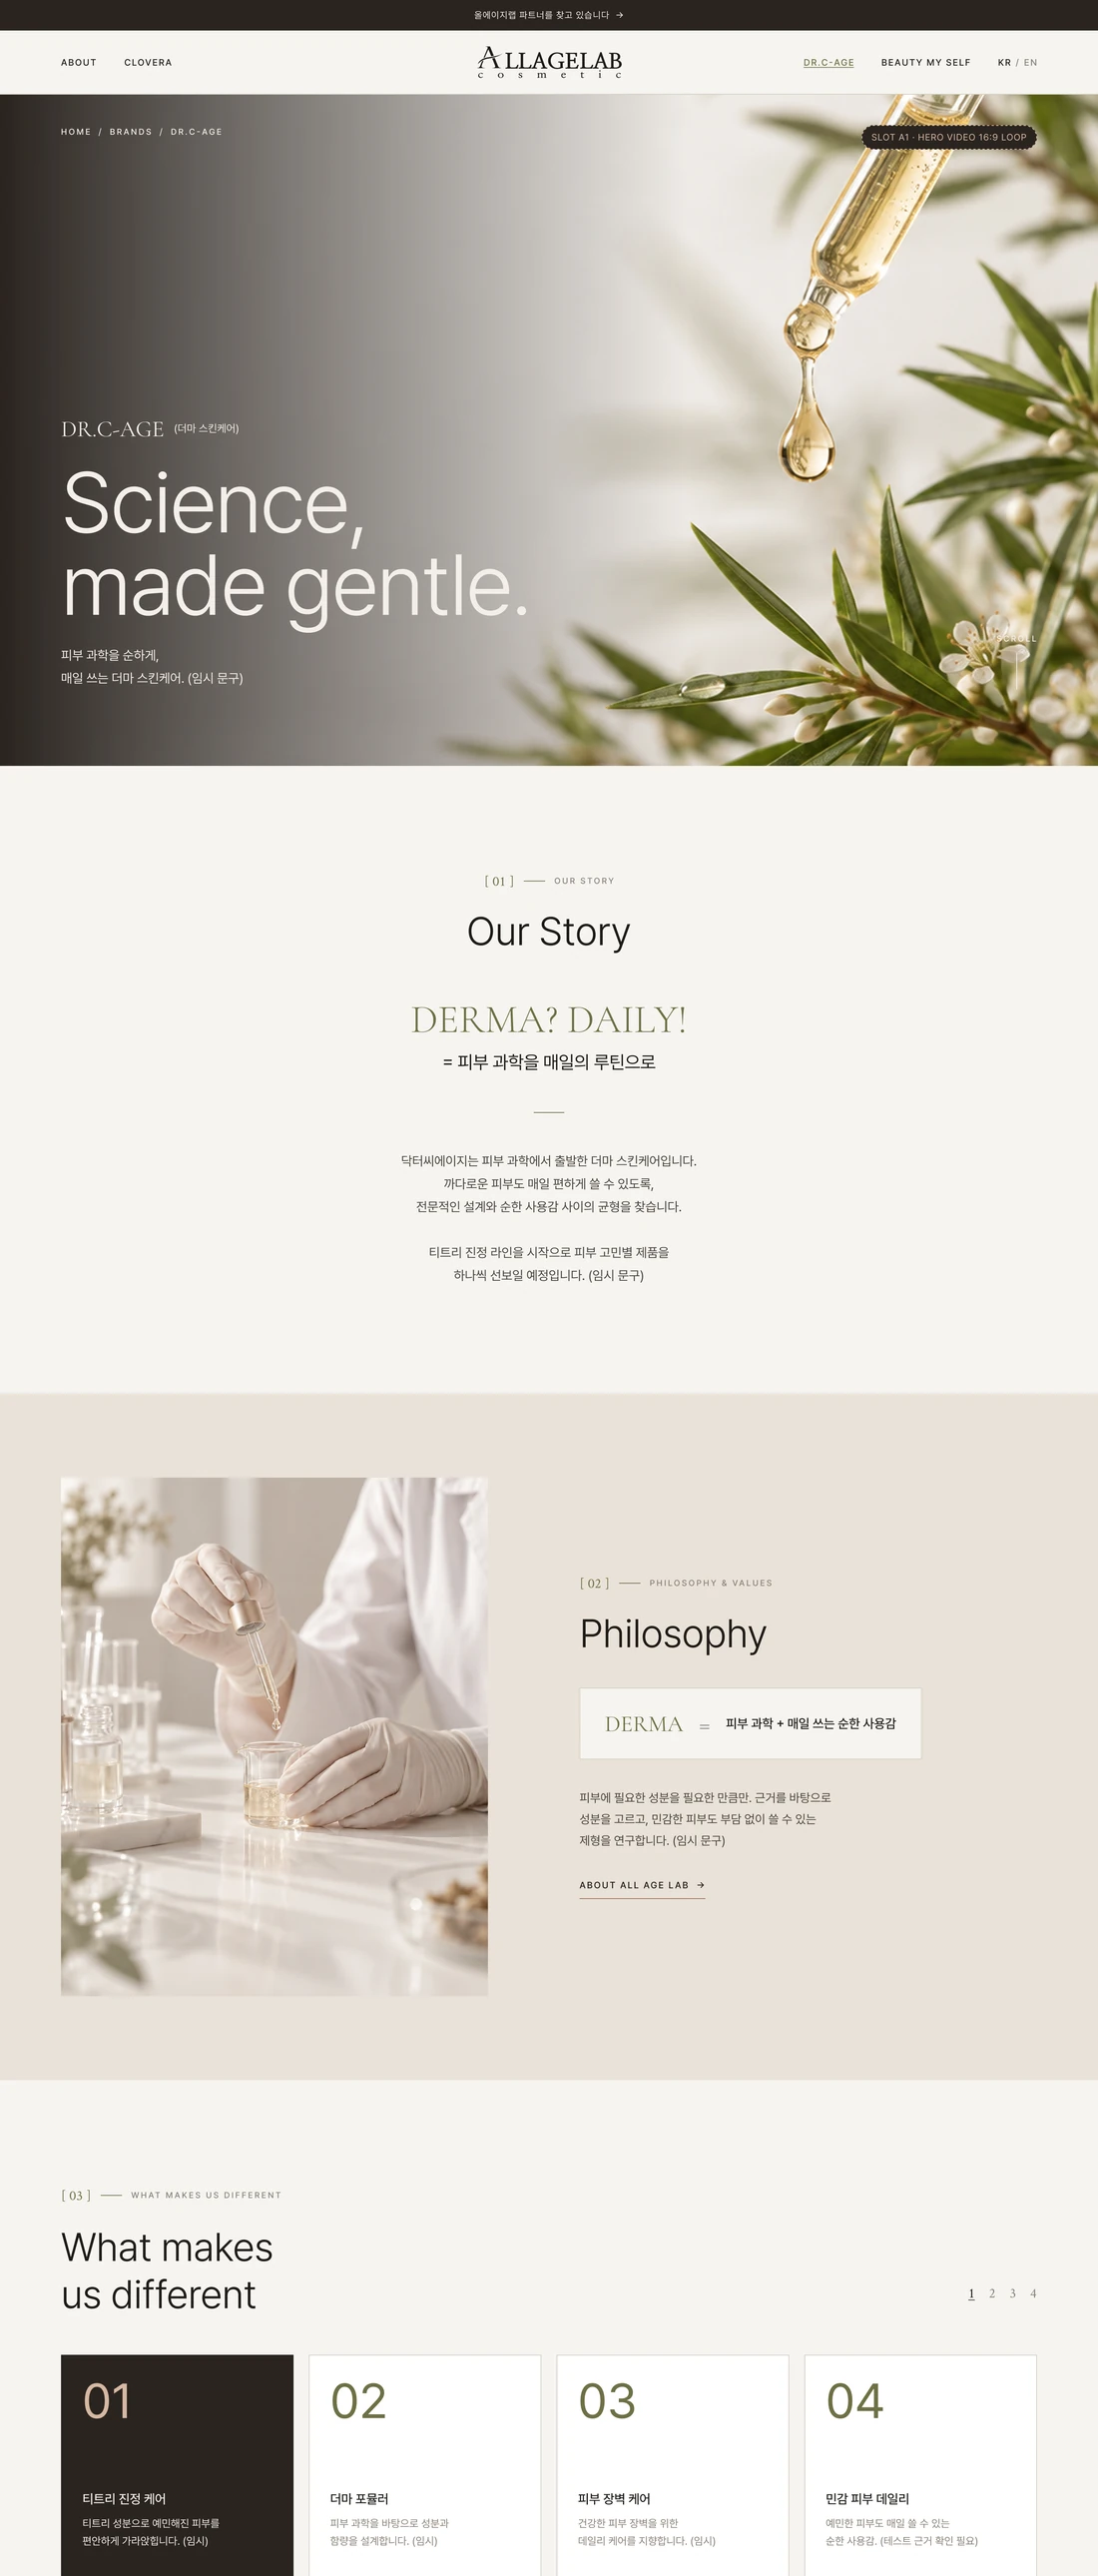 올에이지랩 파트너를 찾고 있습니다 →
ABOUT CLOVERA
ALLAGELAB
cosmetic
DR.C-AGE BEAUTY MY SELF KR / EN
HOME / BRANDS / DR.C-AGE
SLOT A1 · HERO VIDEO 16:9 LOOP
DR.C-AGE (더마 스킨케어)
Science,
made gentle.
피부 과학을 순하게,
매일 쓰는 더마 스킨케어. (임시 문구)
SCROLL
[ 01 ] OUR STORY
Our Story
DERMA? DAILY!
= 피부 과학을 매일의 루틴으로
닥터씨에이지는 피부 과학에서 출발한 더마 스킨케어입니다.
까다로운 피부도 매일 편하게 쓸 수 있도록,
전문적인 설계와 순한 사용감 사이의 균형을 찾습니다.
티트리 진정 라인을 시작으로 피부 고민별 제품을
하나씩 선보일 예정입니다. (임시 문구)
[ 02 ] PHILOSOPHY & VALUES
Philosophy
DERMA = 피부 과학 + 매일 쓰는 순한 사용감
피부에 필요한 성분을 필요한 만큼만. 근거를 바탕으로
성분을 고르고, 민감한 피부도 부담 없이 쓸 수 있는
제형을 연구합니다. (임시 문구)
ABOUT ALL AGE LAB →
[ 03 ] WHAT MAKES US DIFFERENT
What makes
us different
1 2 3 4
01
티트리 진정 케어
티트리 성분으로 예민해진 피부를
편안하게 가라앉힙니다. (임시)
02
더마 포뮬러
피부 과학을 바탕으로 성분과
함량을 설계합니다. (임시)
03
피부 장벽 케어
건강한 피부 장벽을 위한
데일리 케어를 지향합니다. (임시)
04
민감 피부 데일리
예민한 피부도 매일 쓸 수 있는
순한 사용감. (테스트 근거 확인 필요)